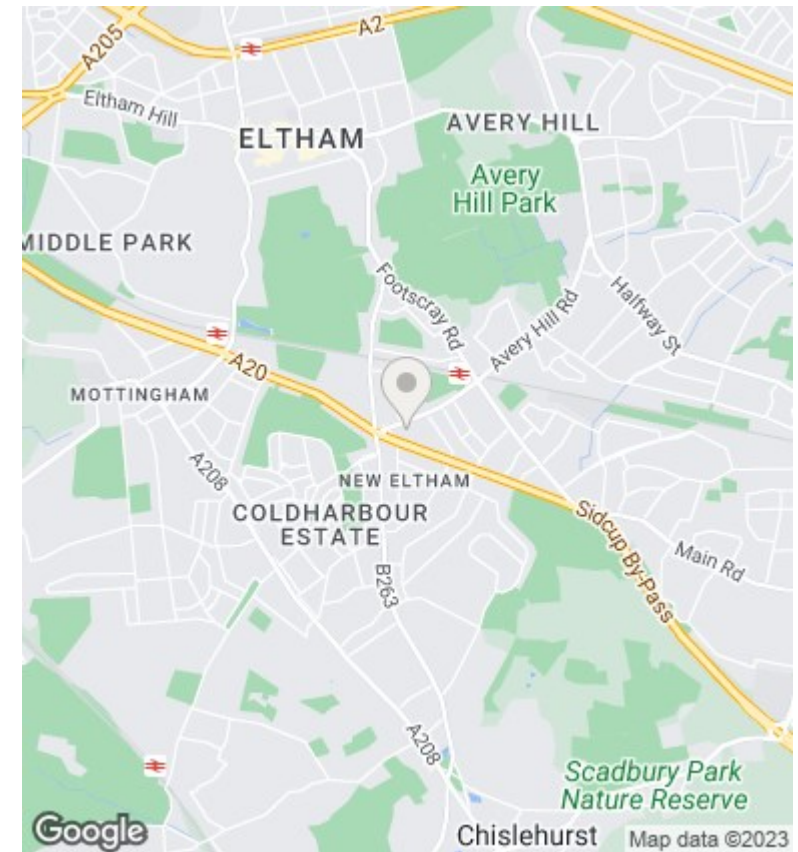 A205
A2
Eltham Hill
ELTHAM
AVERY HILL
Avery
Hill Park
MIDDLE PARK
Footscray Rd
Avery Hill Rd
Halfway St
A20
MOTTINGHAM
A208
NEW ELTHAM
COLDHARBOUR
ESTATE
Sidcup By-Pass
Main Rd
B263
A208
Scadbury Park
Nature Reserve
Chislehurst
Google
Map data ©2023